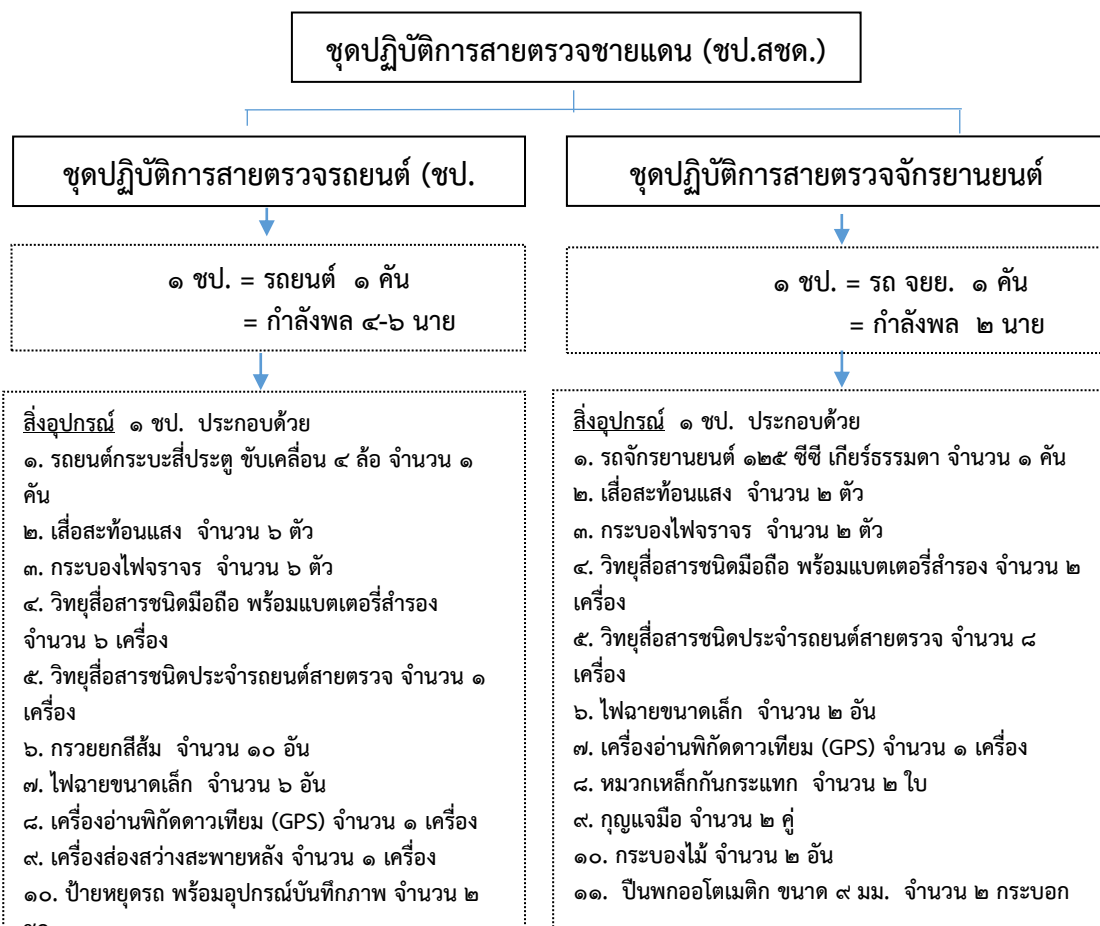 ชุดปฏิบัติการสายตรวจชายแดน (ชป.สชด.)
ชุดปฏิบัติการสายตรวจรถยนต์ (ชป.
๑ ชป. = รถยนต์ ๑ คัน
= กำลังพล ๔-๖ นาย
สิ่งอุปกรณ์ ๑ ชป. ประกอบด้วย
๑. รถยนต์กระบะสี่ประตู ขับเคลื่อน ๔ ล้อ จำนวน ๑
คัน
๒. เสื่อสะท้อนแสง จำนวน ๖ ตัว
๓. กระบองไฟจราจร จำนวน ๖ ตัว
๔. วิทยุสื่อสารชนิดมือถือ พร้อมแบตเตอรี่สำรอง
จำนวน ๖ เครื่อง
๕. วิทยุสื่อสารชนิดประจำรถยนต์สายตรวจ จำนวน ๑
เครื่อง
๖. กรวยยกสีส้ม จำนวน ๑๐ อัน
๗. ไฟฉายขนาดเล็ก จำนวน ๖ อัน
๘. เครื่องอ่านพิกัดดาวเทียม (GPS) จำนวน ๑ เครื่อง
๙. เครื่องส่องสว่างสะพายหลัง จำนวน ๑ เครื่อง
๑๐. ป้ายหยุดรถ พร้อมอุปกรณ์บันทึกภาพ จำนวน ๒
ชุดปฏิบัติการสายตรวจจักรยานยนต์
๑ ชป. = รถ จยย. ๑ คัน
= กำลังพล ๒ นาย
สิ่งอุปกรณ์ ๑ ชป. ประกอบด้วย
๑. รถจักรยานยนต์ ๑๒๕ ซีซี เกียร์ธรรมดา จำนวน ๑ คัน
๒. เสื่อสะท้อนแสง จำนวน ๒ ตัว
๓. กระบองไฟจราจร จำนวน ๒ ตัว
๔. วิทยุสื่อสารชนิดมือถือ พร้อมแบตเตอรี่สำรอง จำนวน ๒
เครื่อง
๕. วิทยุสื่อสารชนิดประจำรถยนต์สายตรวจ จำนวน ๘
เครื่อง
๖. ไฟฉายขนาดเล็ก จำนวน ๒ อัน
๗. เครื่องอ่านพิกัดดาวเทียม (GPS) จำนวน ๑ เครื่อง
๘. หมวกเหล็กกันกระแทก จำนวน ๒ ใบ
๙. กุญแจมือ จำนวน ๒ คู่
๑๐. กระบองไม้ จำนวน ๒ อัน
๑๑. ปืนพกออโตเมติก ขนาด ๙ มม. จำนวน ๒ กระบอก